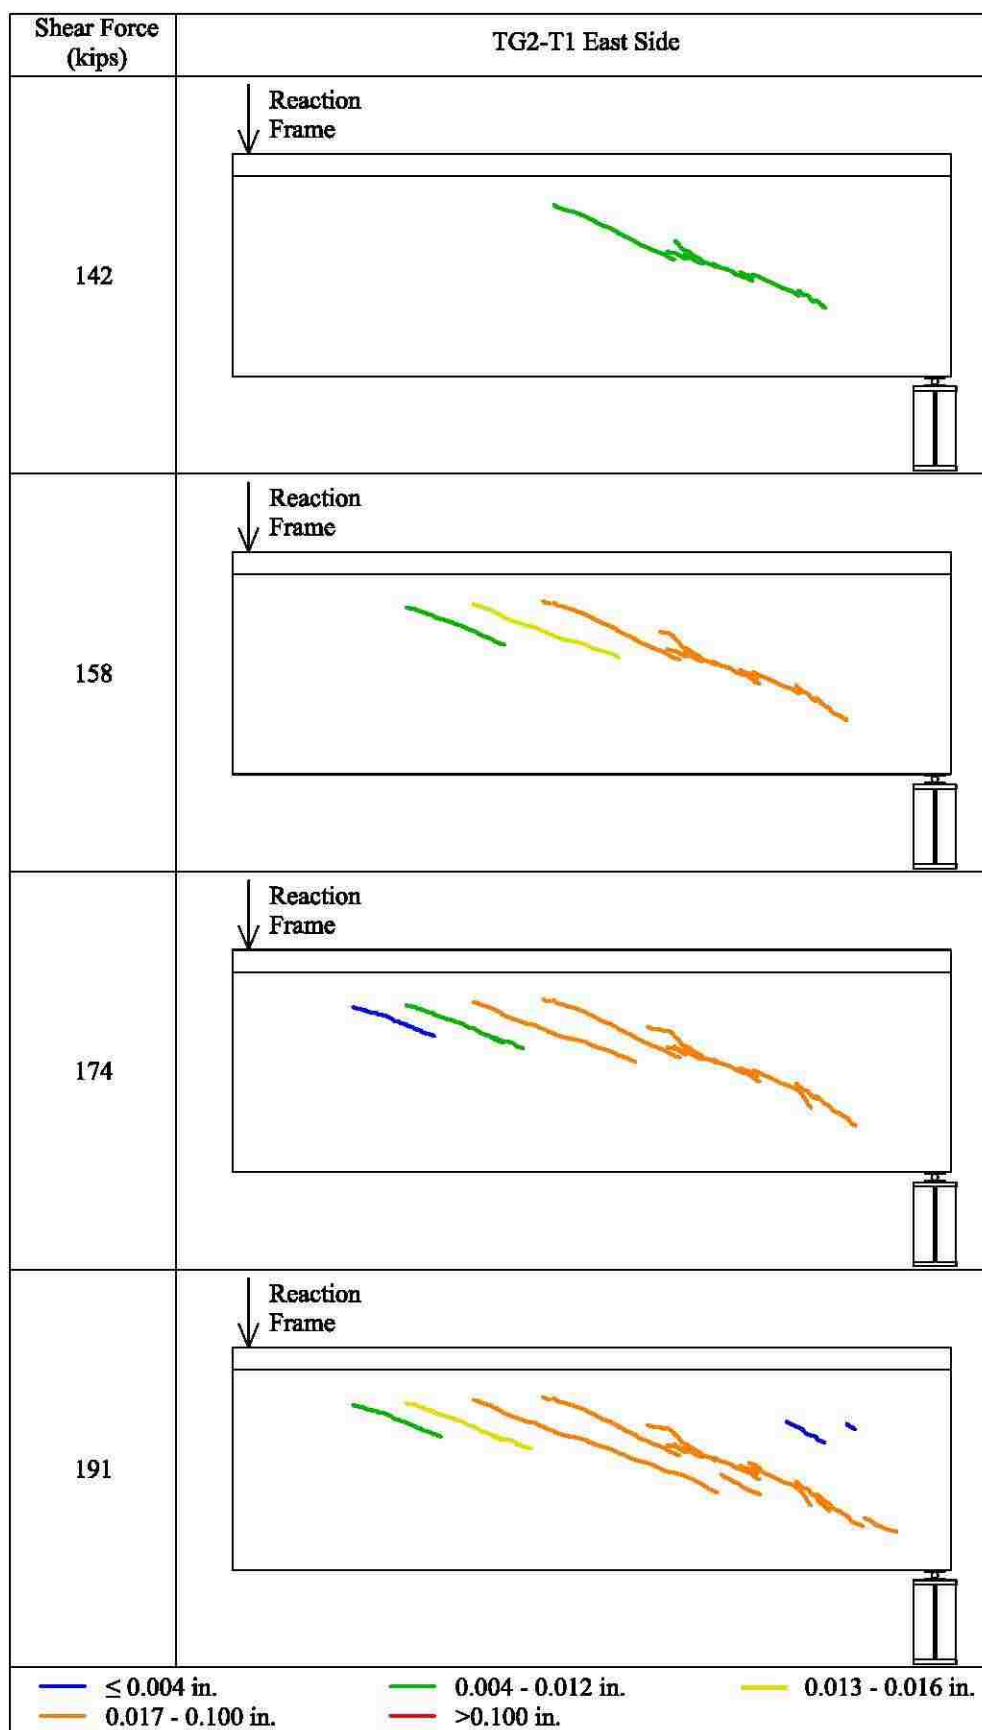 Shear Force
(kips)
TG2-T1 East Side
Reaction
Frame
142
Reaction
Frame
158
Reaction
Frame
174
Reaction
Frame
191
≤ 0.004 in.
0.004 - 0.012 in.
0.013 - 0.016 in.
0.017 - 0.100 in.
>0.100 in.